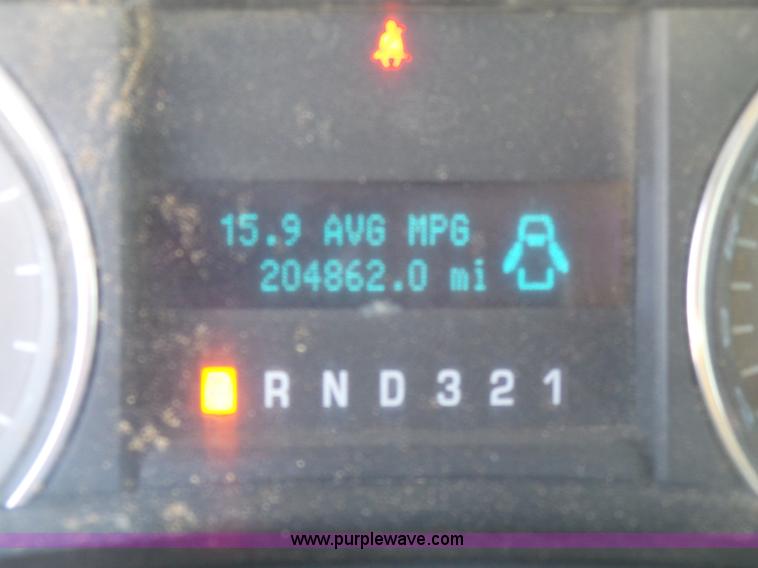 15.9 AVG MPG
204862.0 mi
R N D 3 2 1
www.purplewave.com